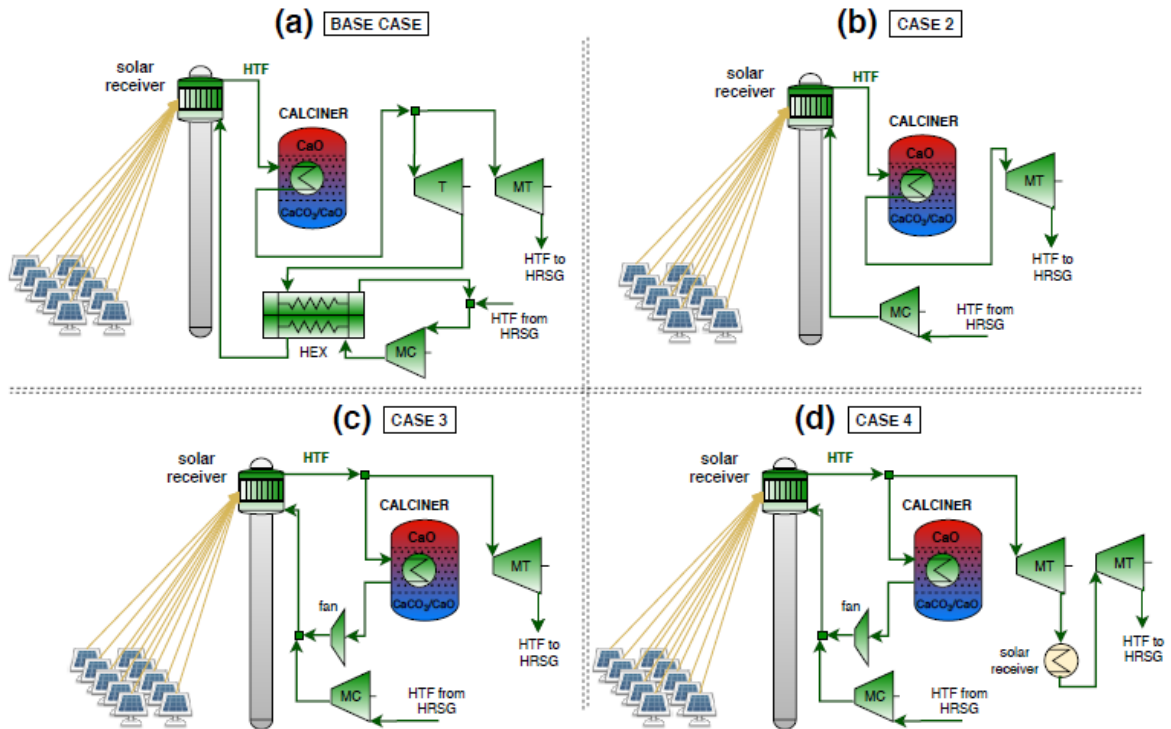 (a) BASE CASE
solar
receiver
HTF
CALCINER
CaO
CaCO₃/CaO
T
MT
HTF to
HRSG
HEX
MC
HTF from
HRSG
(b) CASE 2
solar
receiver
HTF
CALCINER
CaO
CaCO₃/CaO
MT
HTF to
HRSG
MC
HTF from
HRSG
(c) CASE 3
solar
receiver
HTF
CALCINER
CaO
CaCO₃/CaO
MT
fan
HTF to
HRSG
MC
HTF from
HRSG
(d) CASE 4
solar
receiver
HTF
CALCINER
CaO
CaCO₃/CaO
MT
MT
fan
solar
receiver
HTF to
HRSG
MC
HTF from
HRSG